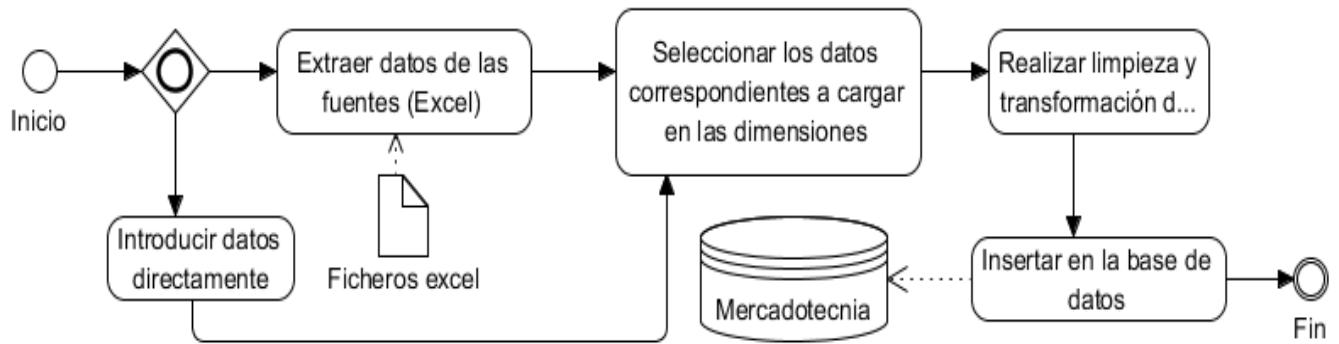 Inicio
Extraer datos de las
fuentes (Excel)
Seleccionar los datos
correspondientes a cargar
en las dimensiones
Realizar limpieza y
transformación d...
Introducir datos
directamente
Ficheros excel
Mercadotecnia
Insertar en la base de
datos
Fin